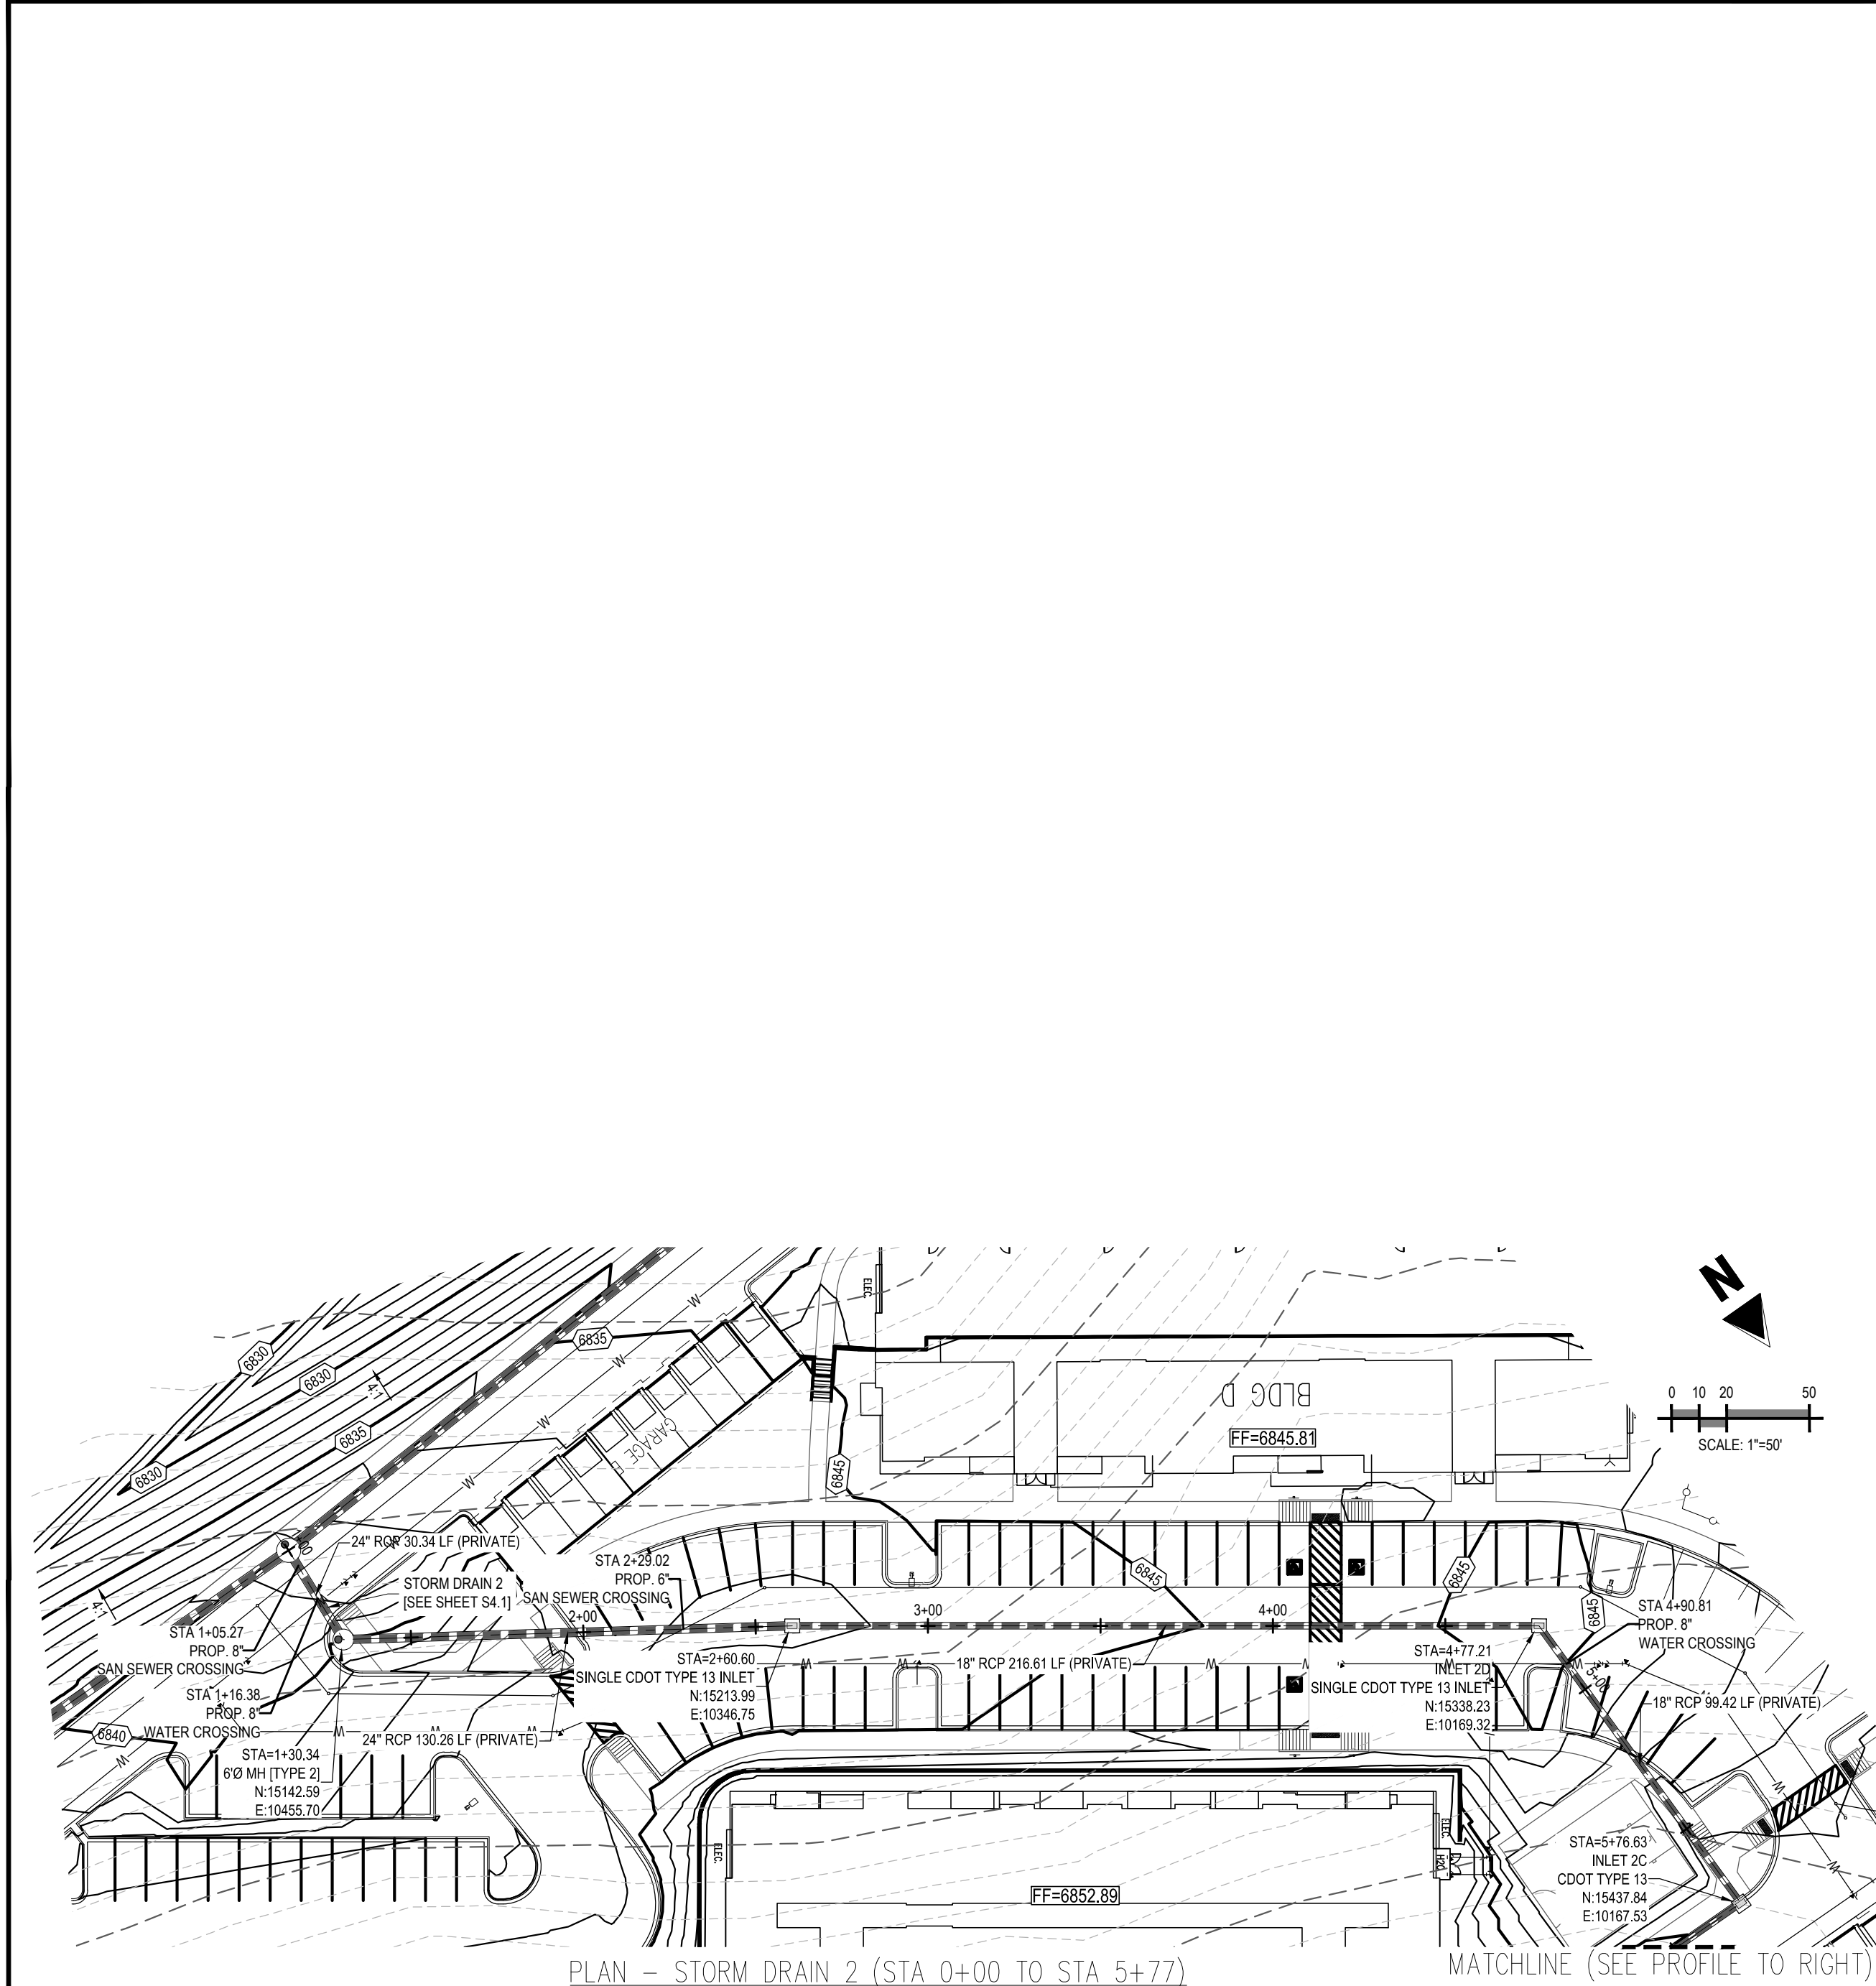 N
0 10 20 50
SCALE: 1"=50'
ELEC.
6835
W
W
W
W
W
6830
6830
4:1
6835
6830
GARAGE E
BLDG D
FF=6845.81
6845
24" RCP 30.34 LF (PRIVATE)
STORM DRAIN 2
[SEE SHEET S4.1]
STA 2+29.02
PROP. 6"
SAN SEWER CROSSING
4:1
STA 1+05.27
PROP. 8"
SAN SEWER CROSSING
STA 1+16.38
PROP. 8"
WATER CROSSING
6840
W
STA=1+30.34
6'Ø MH [TYPE 2]
N:15142.59
E:10455.70
W
W
W
24" RCP 130.26 LF (PRIVATE)
2+00
3+00
4+00
5+00
6845
6845
6845
STA=2+60.60
SINGLE CDOT TYPE 13 INLET
N:15213.99
E:10346.75
W
W
18" RCP 216.61 LF (PRIVATE)
W
W
W
STA=4+77.21
INLET 2D
SINGLE CDOT TYPE 13 INLET
N:15338.23
E:10169.32
STA 4+90.81
PROP. 8"
WATER CROSSING
18" RCP 99.42 LF (PRIVATE)
W
W
W
STA=5+76.63
INLET 2C
CDOT TYPE 13
N:15437.84
E:10167.53
ELEC.
ELEC.
H2O
FF=6852.89
PLAN - STORM DRAIN 2 (STA 0+00 TO STA 5+77)
MATCHLINE (SEE PROFILE TO RIGHT)